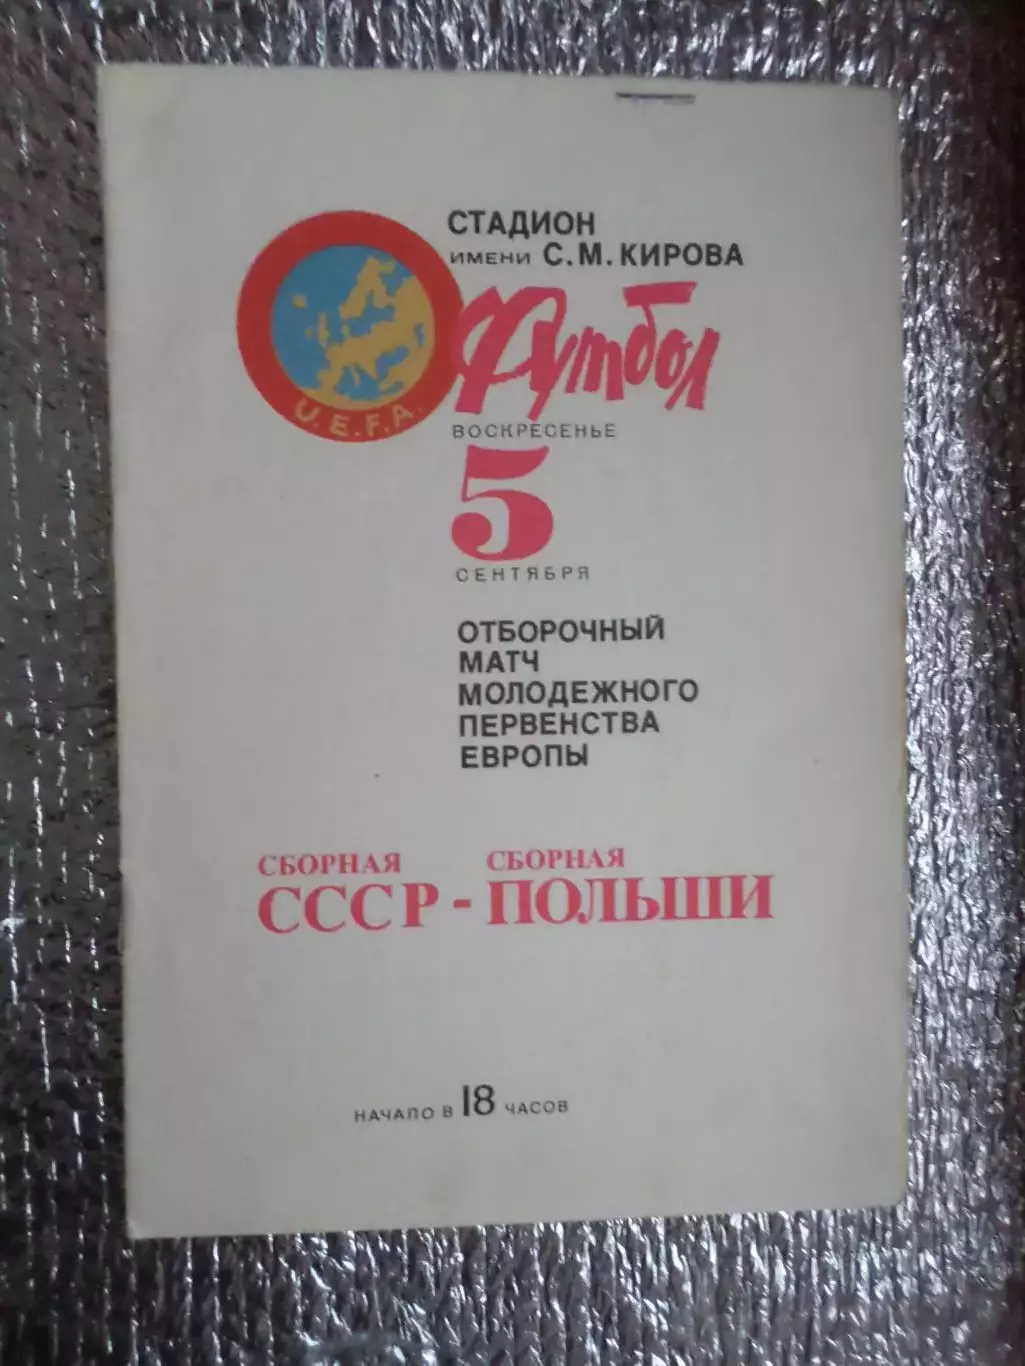 СТАДИОН
ИМЕНИ С.М.КИРОВА
Футбол
U.E.F.A.
ВОСКРЕСЕНЬЕ
5
СЕНТЯБРЯ
ОТБОРОЧНЫЙ
МАТЧ
МОЛОДЕЖНОГО
ПЕРВЕНСТВА
ЕВРОПЫ
СБОРНАЯ СБОРНАЯ
СССР-ПОЛЬШИ
НАЧАЛО В 18 ЧАСОВ